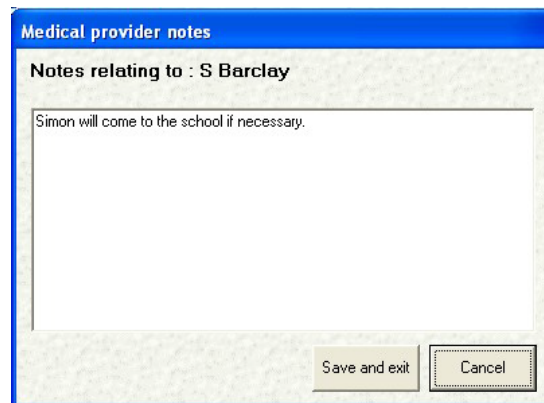 Medical provider notes
Notes relating to : S Barclay
Simon will come to the school if necessary.
Save and exit
Cancel